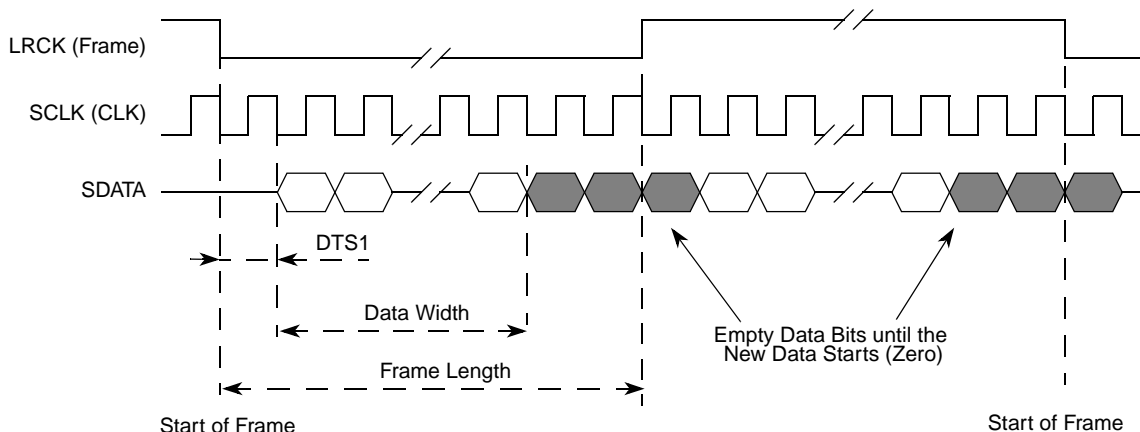 LRCK (Frame)
SCLK (CLK)
SDATA
DTS1
Data Width
Empty Data Bits until the
New Data Starts (Zero)
Frame Length
Start of Frame
Start of Frame